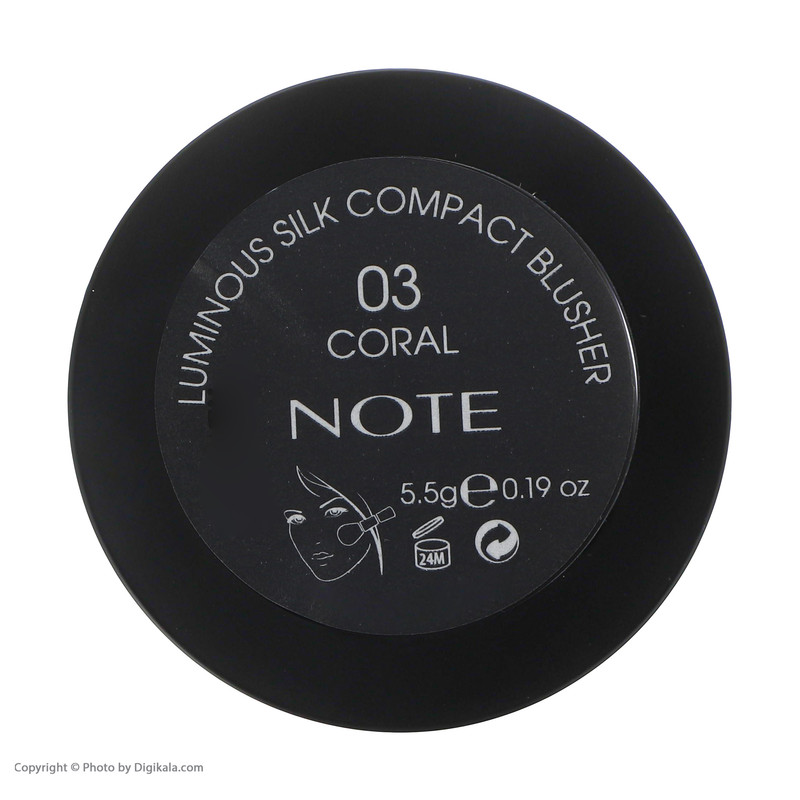 LUMINOUS SILK COMPACT BLUSHER
03
CORAL
NOTE
5.5g ℮ 0.19 oz
24M
Copyright © Photo by Digikala.com